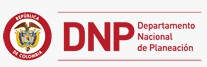 REPÚBLICA
DE COLOMBIA
DNP
Departamento
Nacional
de Planeación